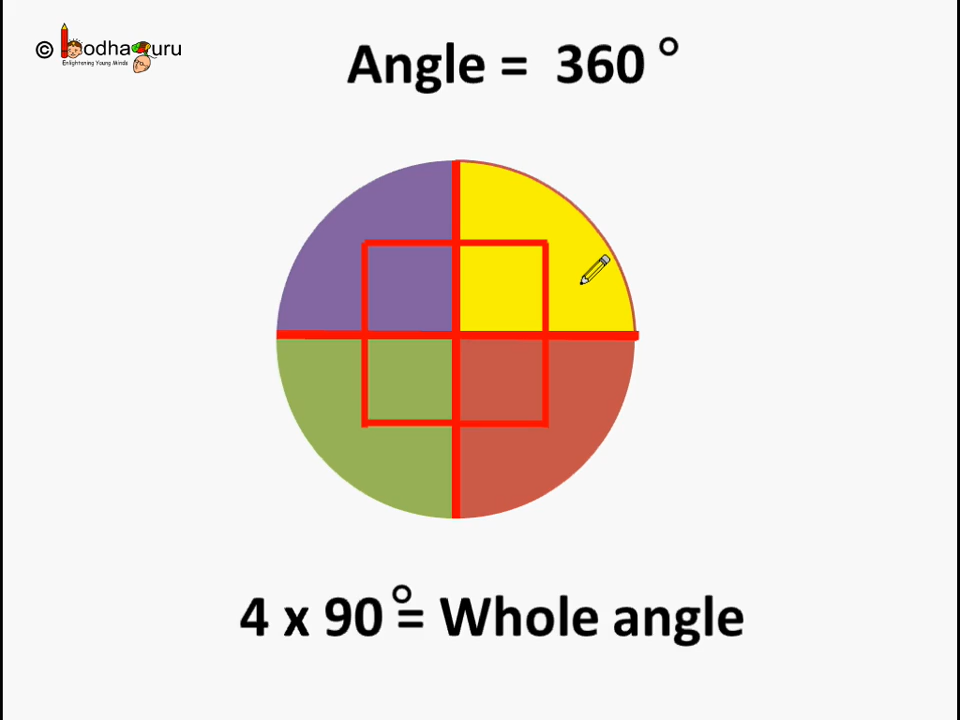 © bodhaguru
Enlightening Young Minds
Angle = 360°
4 x 90° = Whole angle